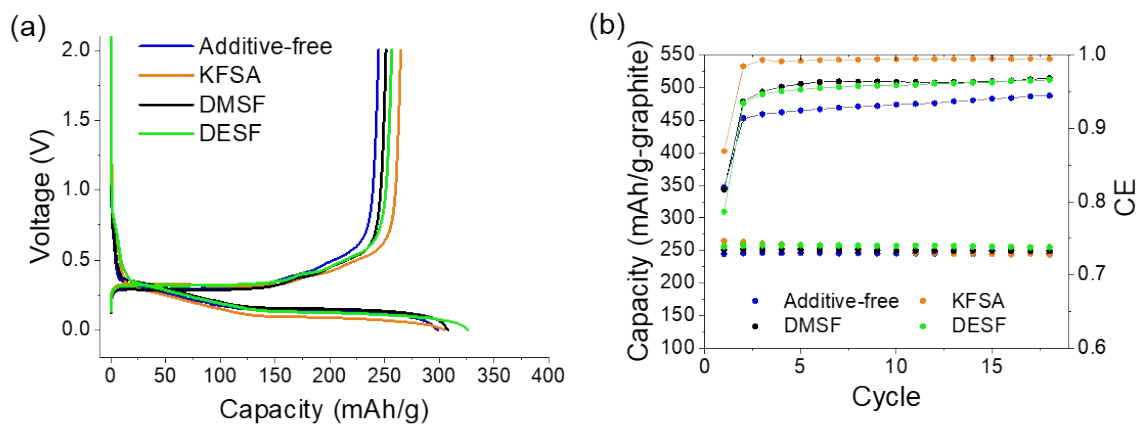 (a)
Additive-free
KFSA
DMSF
DESF
Voltage (V)
2.0
1.5
1.0
0.5
0.0
0 50 100 150 200 250 300 350 400
Capacity (mAh/g)
(b)
Capacity (mAh/g-graphite)
550
500
450
400
350
300
250
200
150
100
1.0
0.9
0.8
0.7
0.6
CE
Additive-free KFSA
DMSF DESF
0 5 10 15
Cycle